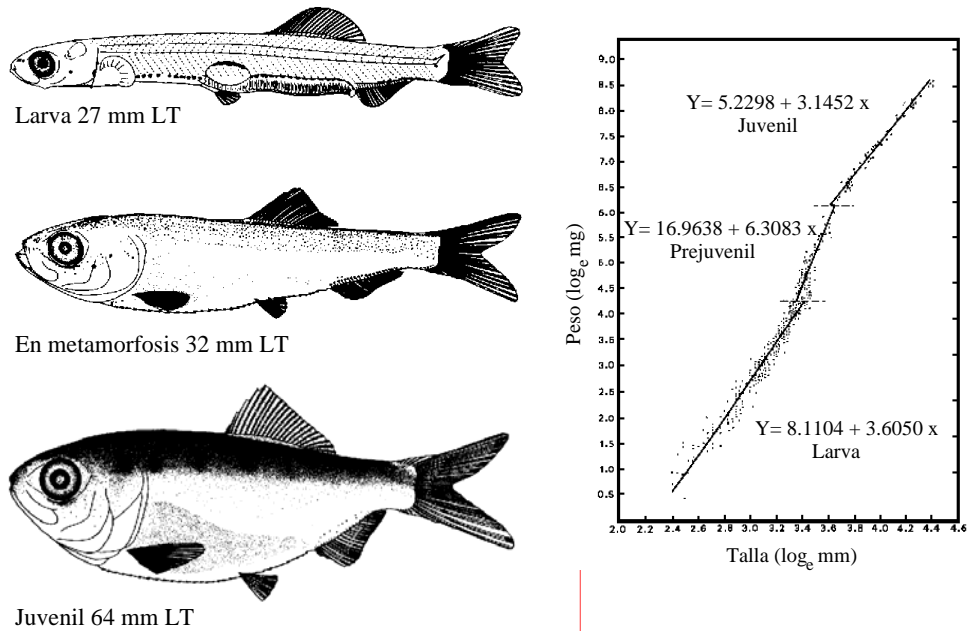 Larva 27 mm LT
En metamorfosis 32 mm LT
Juvenil 64 mm LT
Peso (logₑ mg)
9.0
8.5
8.0
7.5
7.0
8.5
6.0
5.5
5.0
4.5
4.0
3.5
3.0
2.5
2.0
1.5
1.0
0.5
Y= 5.2298 + 3.1452 x
Juvenil
Y= 16.9638 + 6.3083 x
Prejuvenil
Y= 8.1104 + 3.6050 x
Larva
2.0 2.2 2.4 2.6 2.8 3.0 3.2 3.4 3.6 3.8 4.0 4.2 4.4 4.6
Talla (logₑ mm)